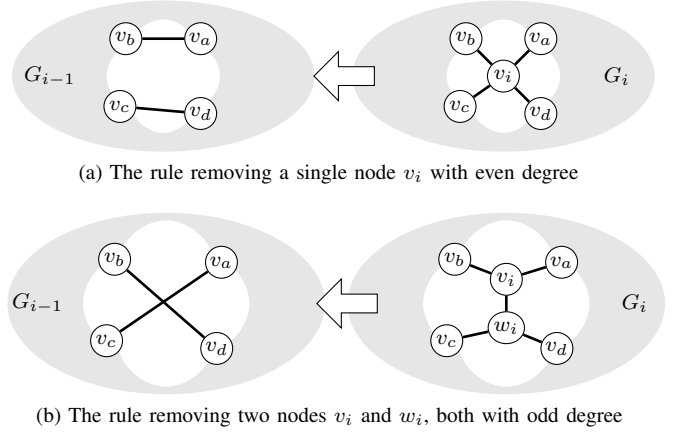 v_b v_a v_b v_a
G_{i−1} v_i G_i
v_c v_d v_c v_d
(a) The rule removing a single node v_i with even degree
v_b v_a v_b v_i v_a
G_{i−1} G_i
v_c v_d v_c w_i v_d
(b) The rule removing two nodes v_i and w_i, both with odd degree